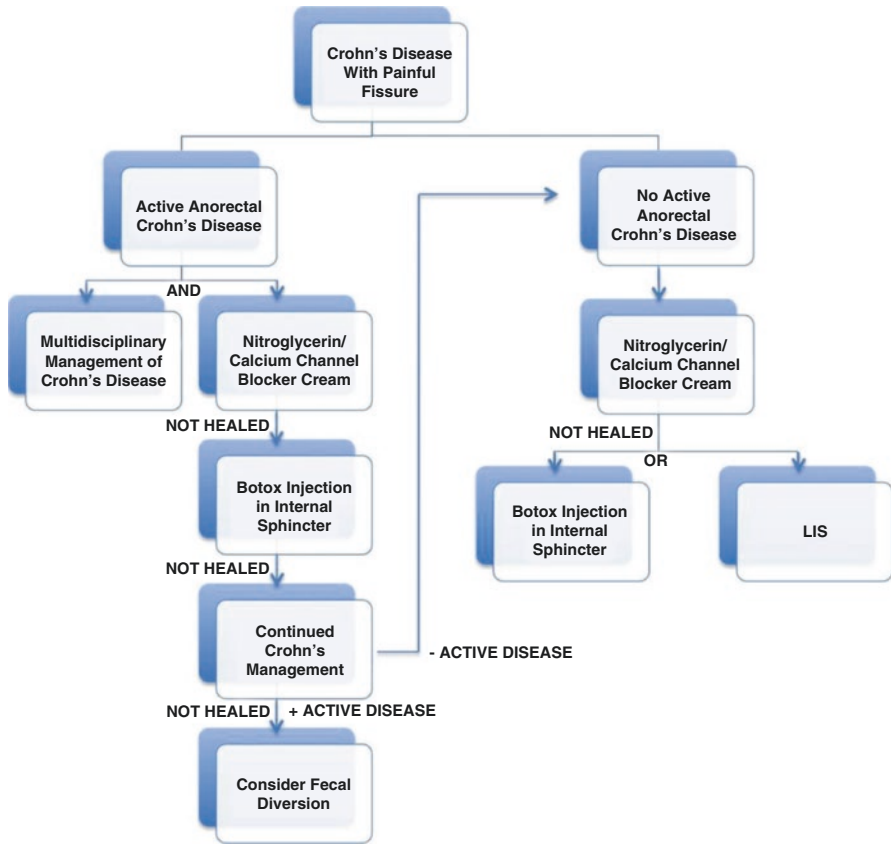 Crohn's Disease
With Painful
Fissure
Active Anorectal
Crohn's Disease
No Active
Anorectal
Crohn's Disease
AND
Multidisciplinary
Management of
Crohn's Disease
Nitroglycerin/
Calcium Channel
Blocker Cream
Nitroglycerin/
Calcium Channel
Blocker Cream
NOT HEALED
NOT HEALED
OR
Botox Injection
in Internal
Sphincter
Botox Injection
in Internal
Sphincter
LIS
NOT HEALED
Continued
Crohn's
Management
- ACTIVE DISEASE
NOT HEALED
+ ACTIVE DISEASE
Consider Fecal
Diversion